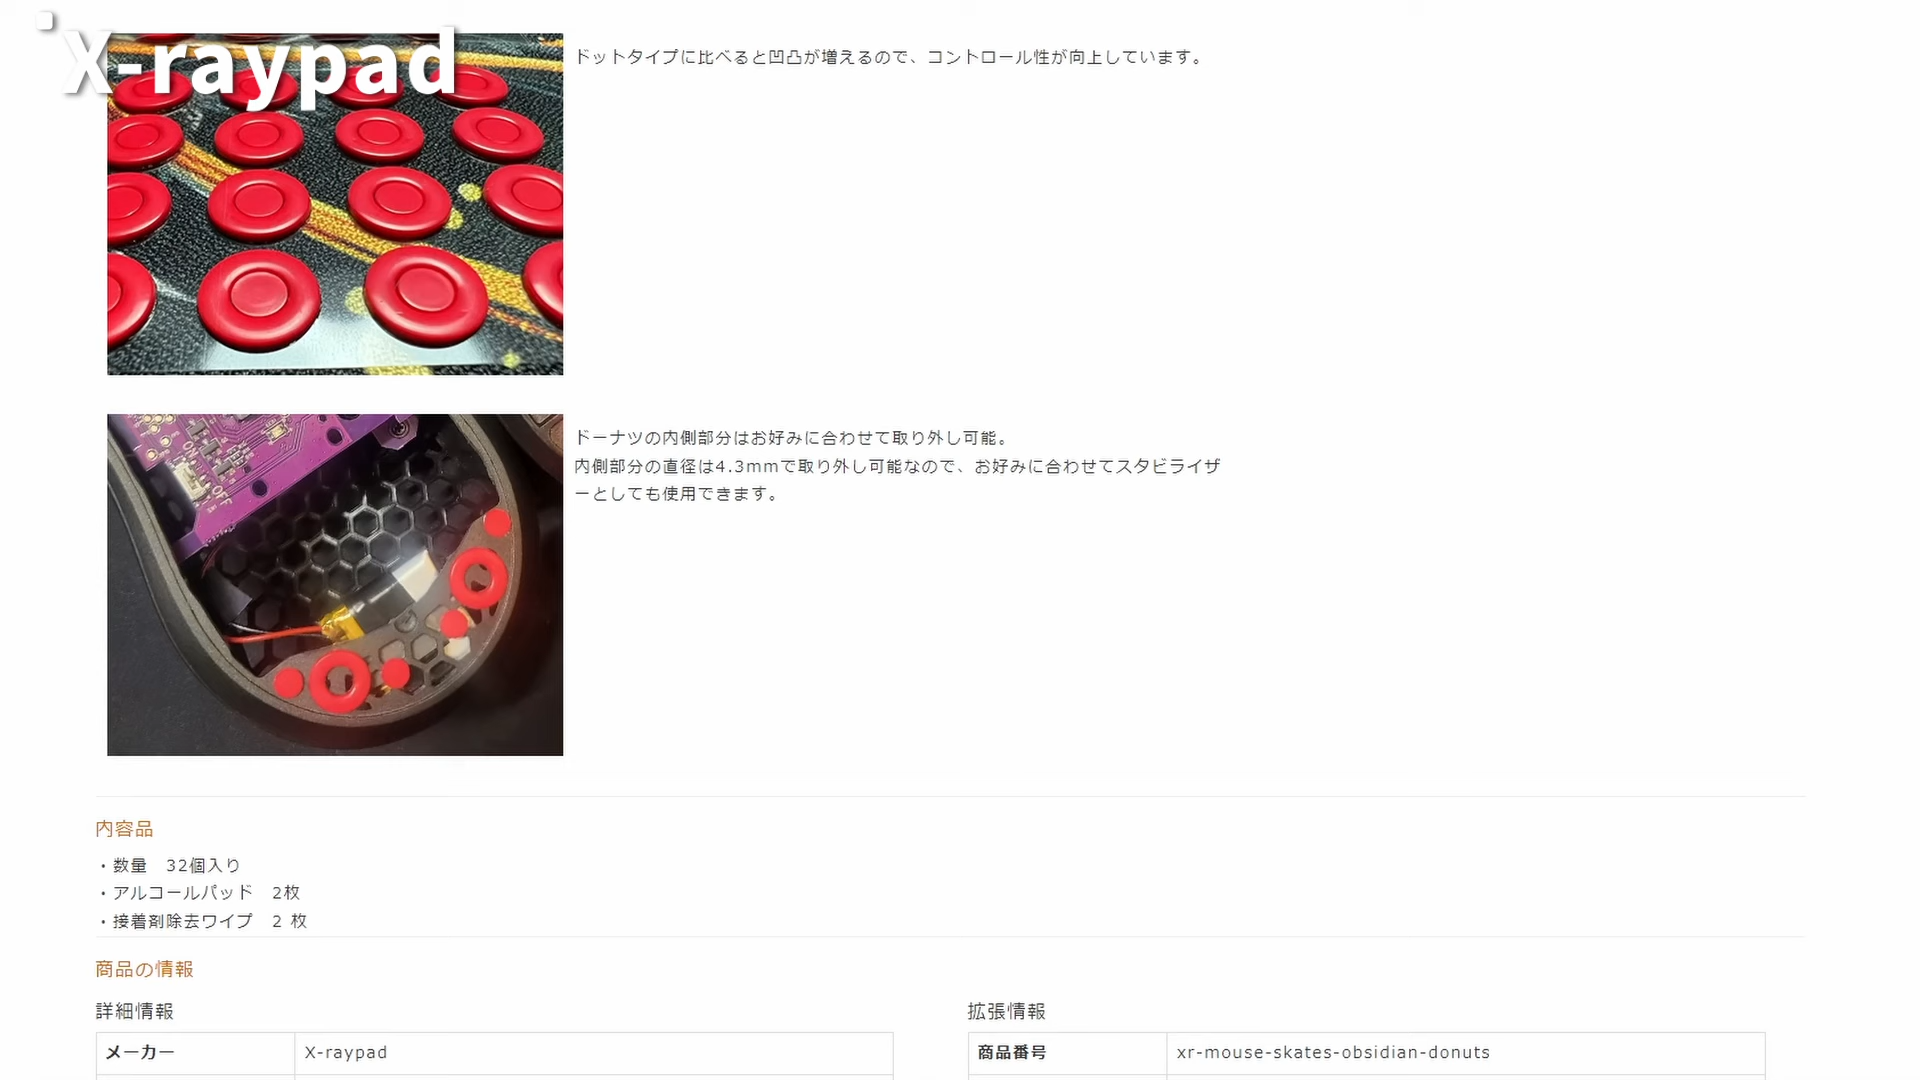 X-raypad
ドットタイプに比べると凹凸が増えるので、コントロール性が向上しています。
ON
OFF
ドーナツの内側部分はお好みに合わせて取り外し可能。
内側部分の直径は4.3mmで取り外し可能なので、お好みに合わせてスタビライザ
ーとしても使用できます。
内容品
・数量　32個入り
・アルコールパッド　2枚
・接着剤除去ワイプ　2 枚
商品の情報
詳細情報
メーカー X-raypad
拡張情報
商品番号 xr-mouse-skates-obsidian-donuts